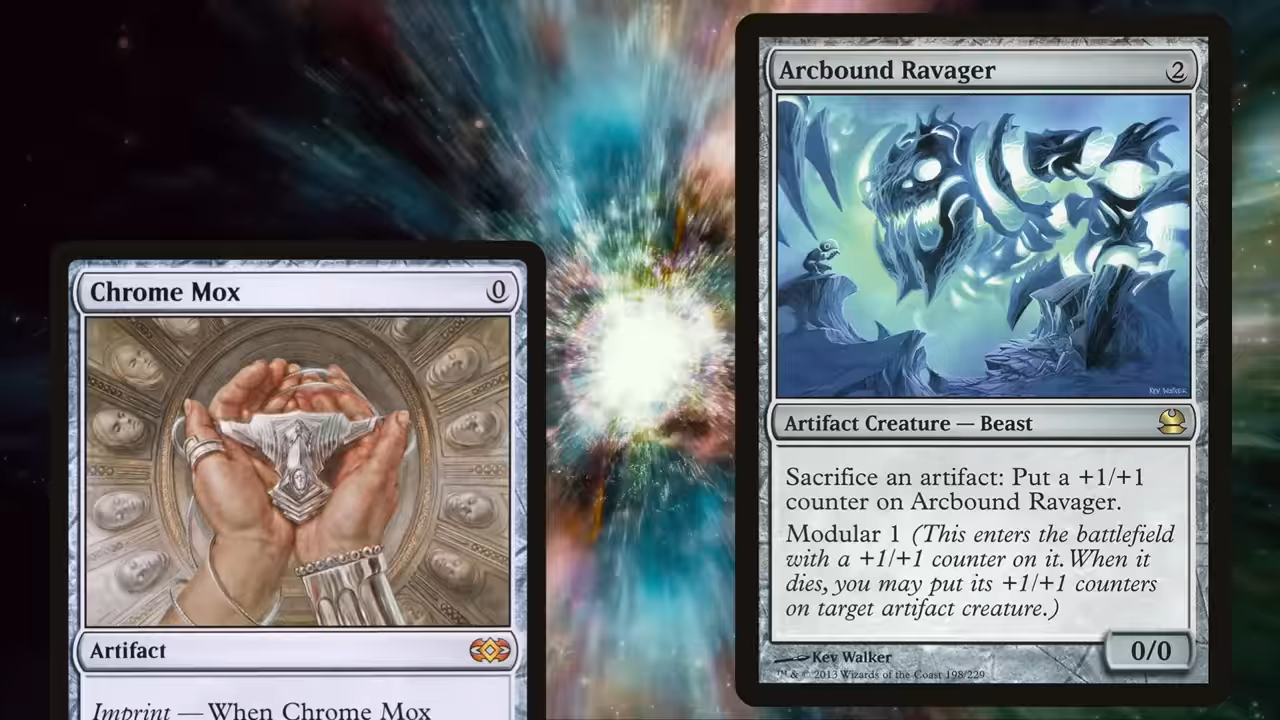 Chrome Mox 0
Artifact
Imprint — When Chrome Mox
Arcbound Ravager 2
KEV WALKER
Artifact Creature — Beast
Sacrifice an artifact: Put a +1/+1
counter on Arcbound Ravager.
Modular 1 (This enters the battlefield
with a +1/+1 counter on it. When it
dies, you may put its +1/+1 counters
on target artifact creature.)
0/0
Kev Walker
™ & © 2013 Wizards of the Coast 198/229